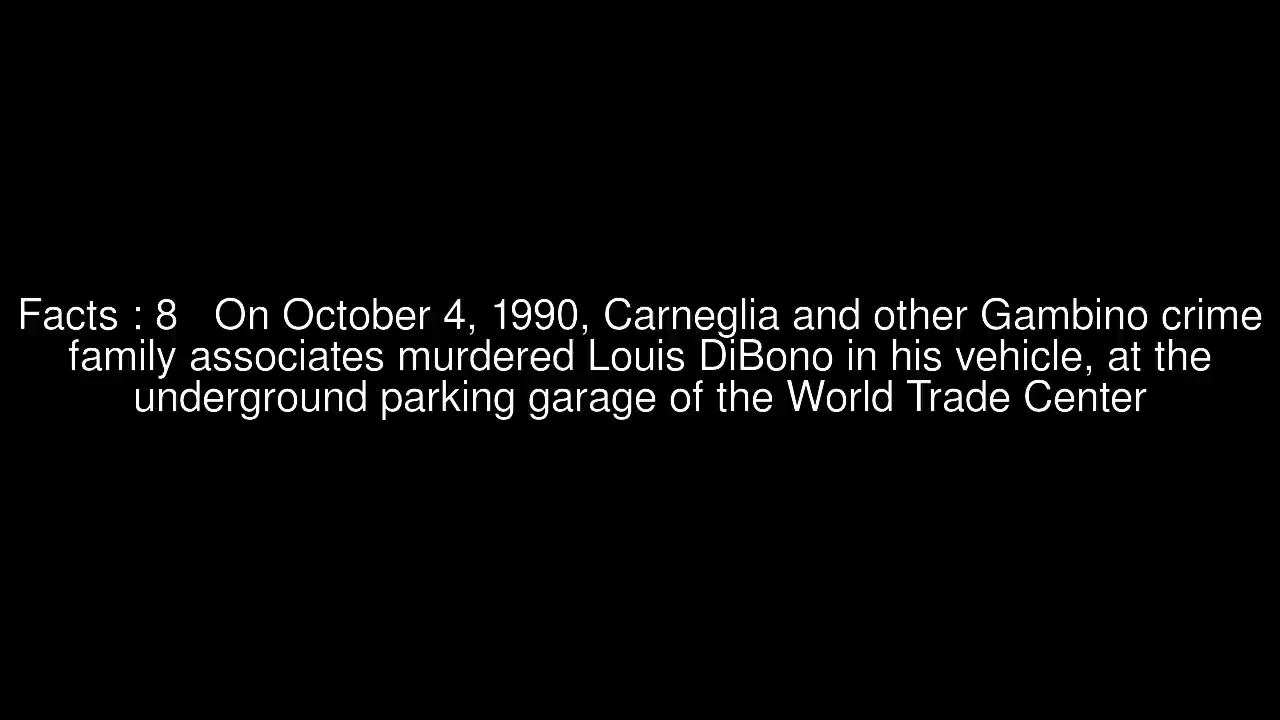 Facts : 8 On October 4, 1990, Carneglia and other Gambino crime
family associates murdered Louis DiBono in his vehicle, at the
underground parking garage of the World Trade Center